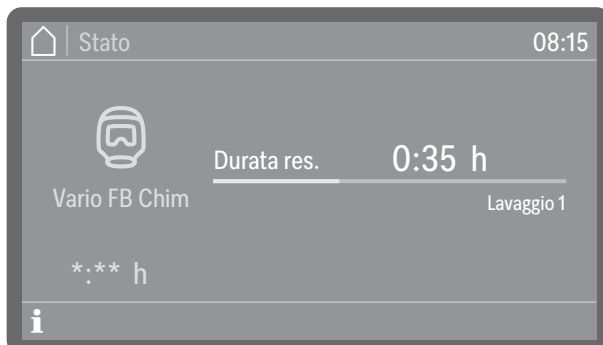 Stato 08:15
Durata res. 0:35 h
Vario FB Chim
Lavaggio 1
*:** h
i